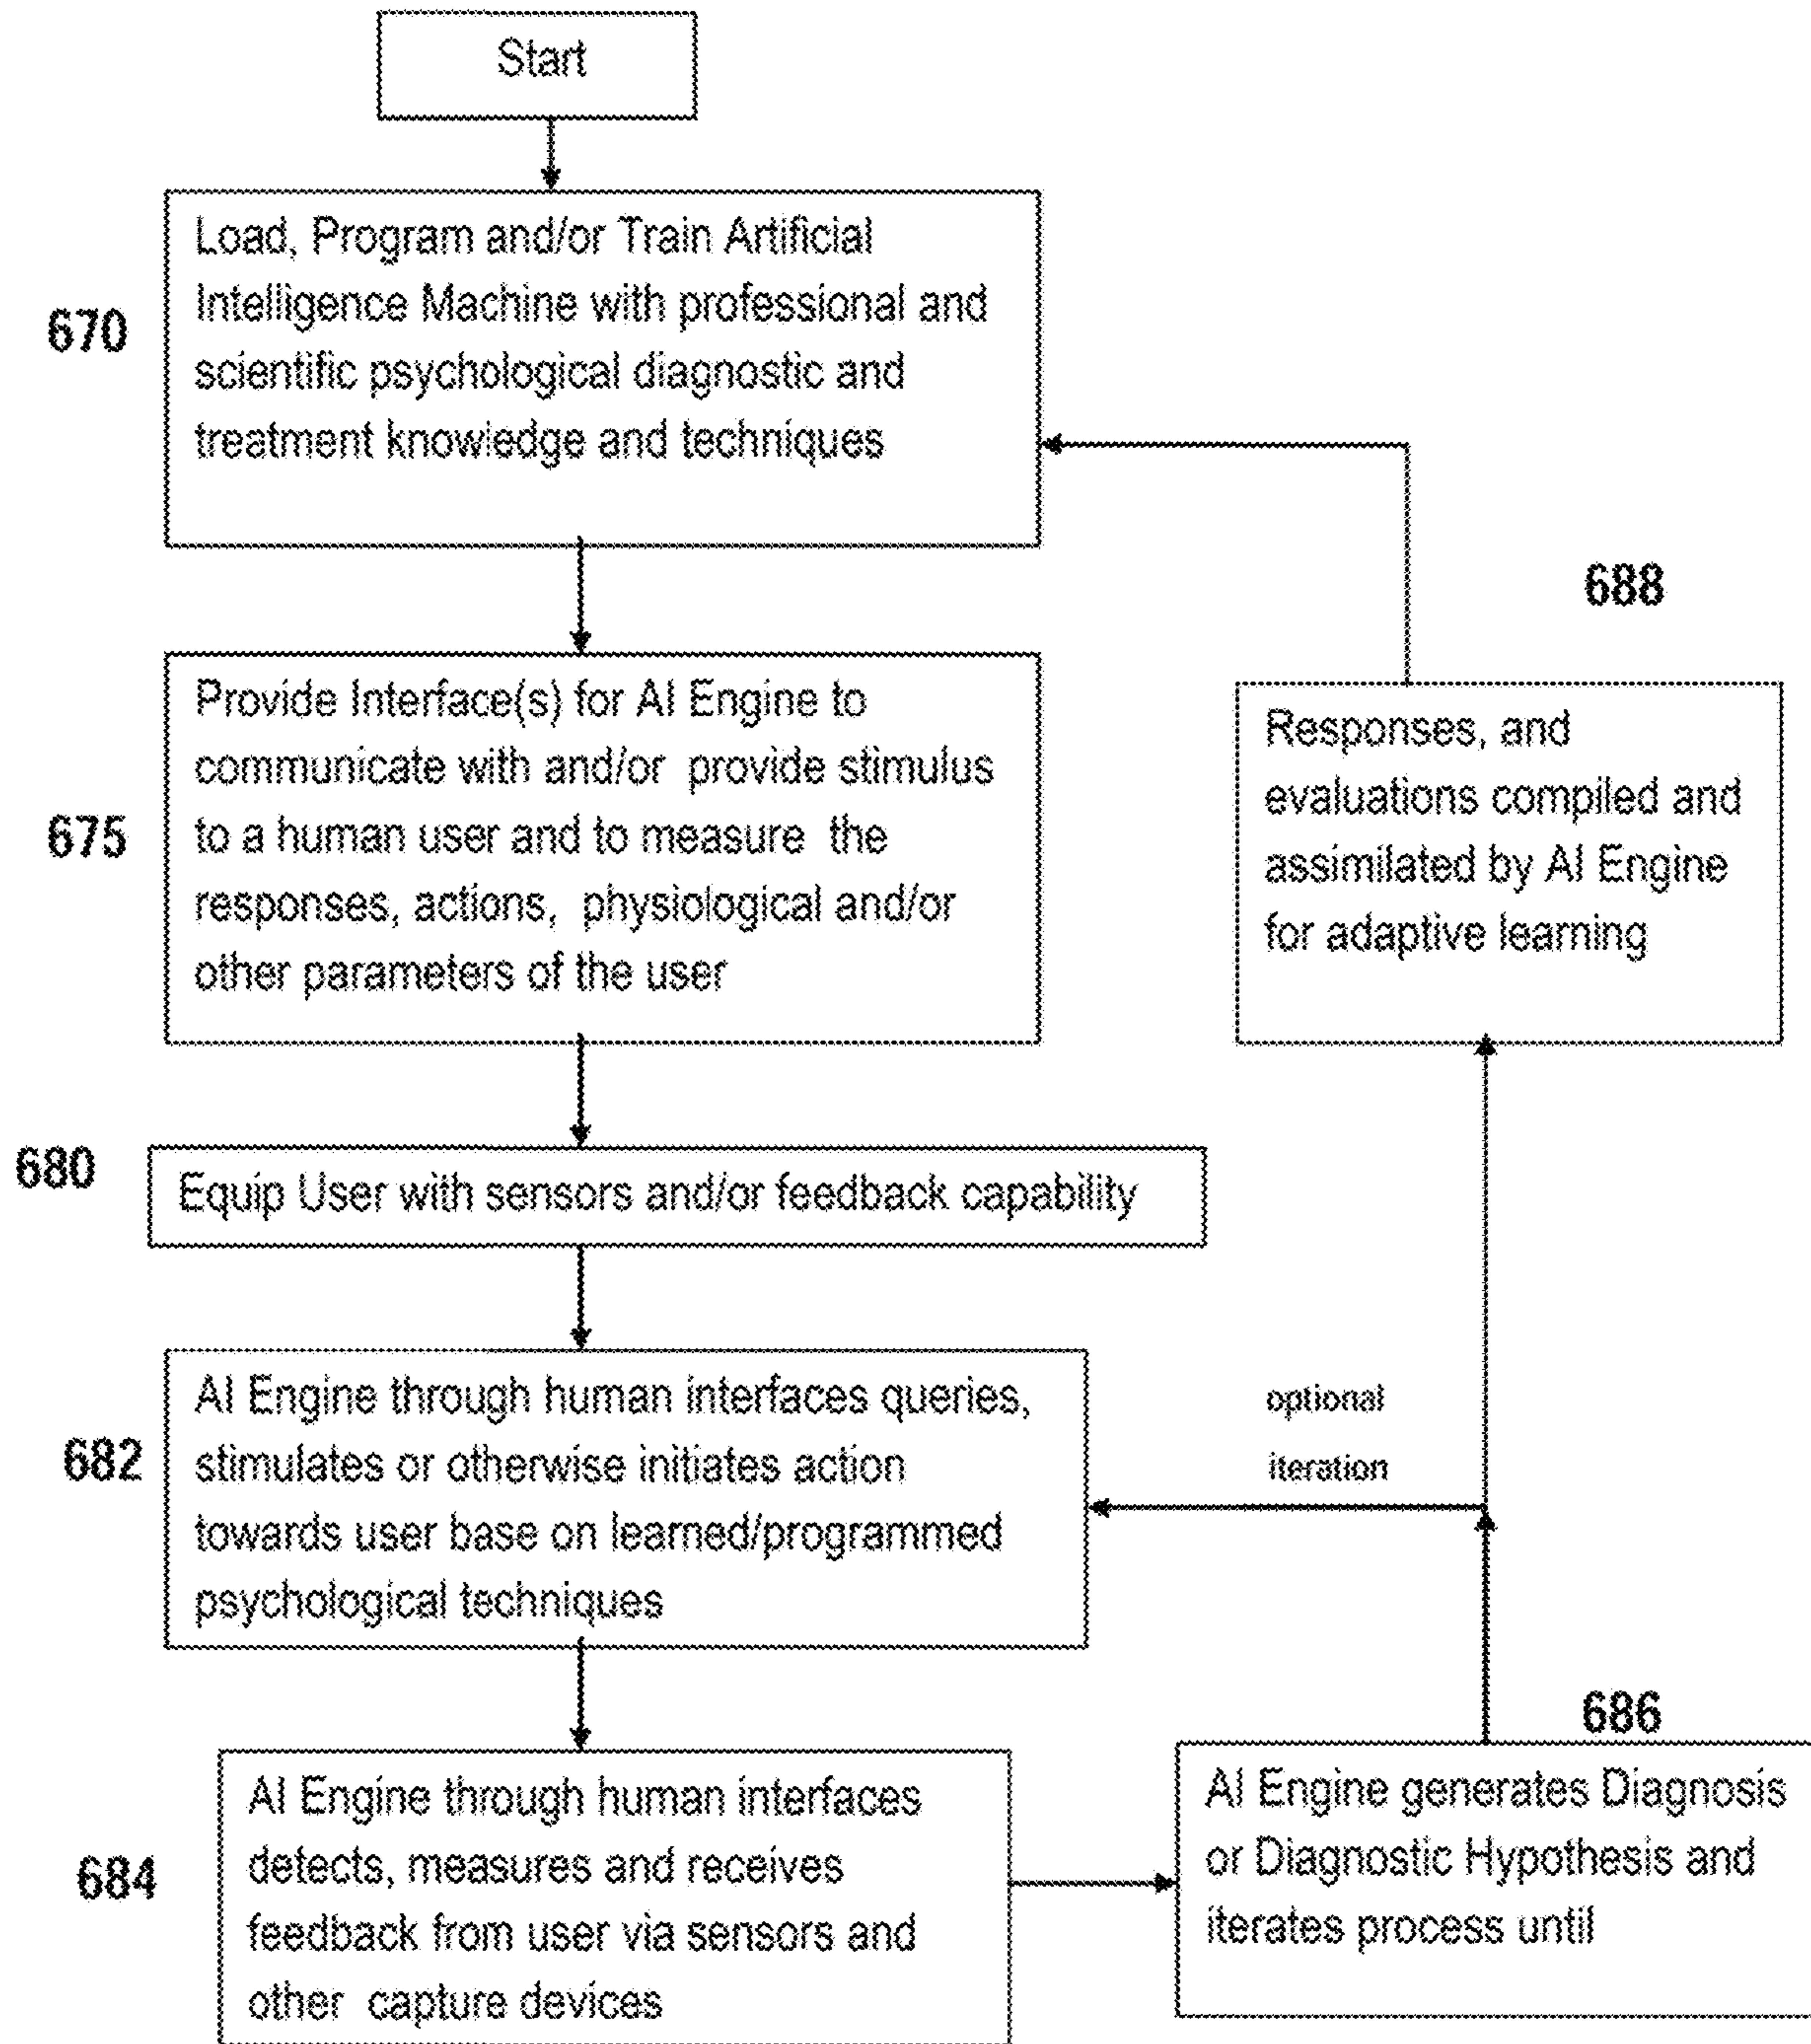 Start
670
Load, Program and/or Train Artificial
Intelligence Machine with professional and
scientific psychological diagnostic and
treatment knowledge and techniques
688
675
Provide Interface(s) for AI Engine to
communicate with and/or provide stimulus
to a human user and to measure the
responses, actions, physiological and/or
other parameters of the user
Responses, and
evaluations compiled and
assimilated by AI Engine
for adaptive learning
680
Equip User with sensors and/or feedback capability
682
AI Engine through human interfaces queries,
stimulates or otherwise initiates action
towards user base on learned/programmed
psychological techniques
optional
iteration
684
AI Engine through human interfaces
detects, measures and receives
feedback from user via sensors and
other capture devices
686
AI Engine generates Diagnosis
or Diagnostic Hypothesis and
iterates process until